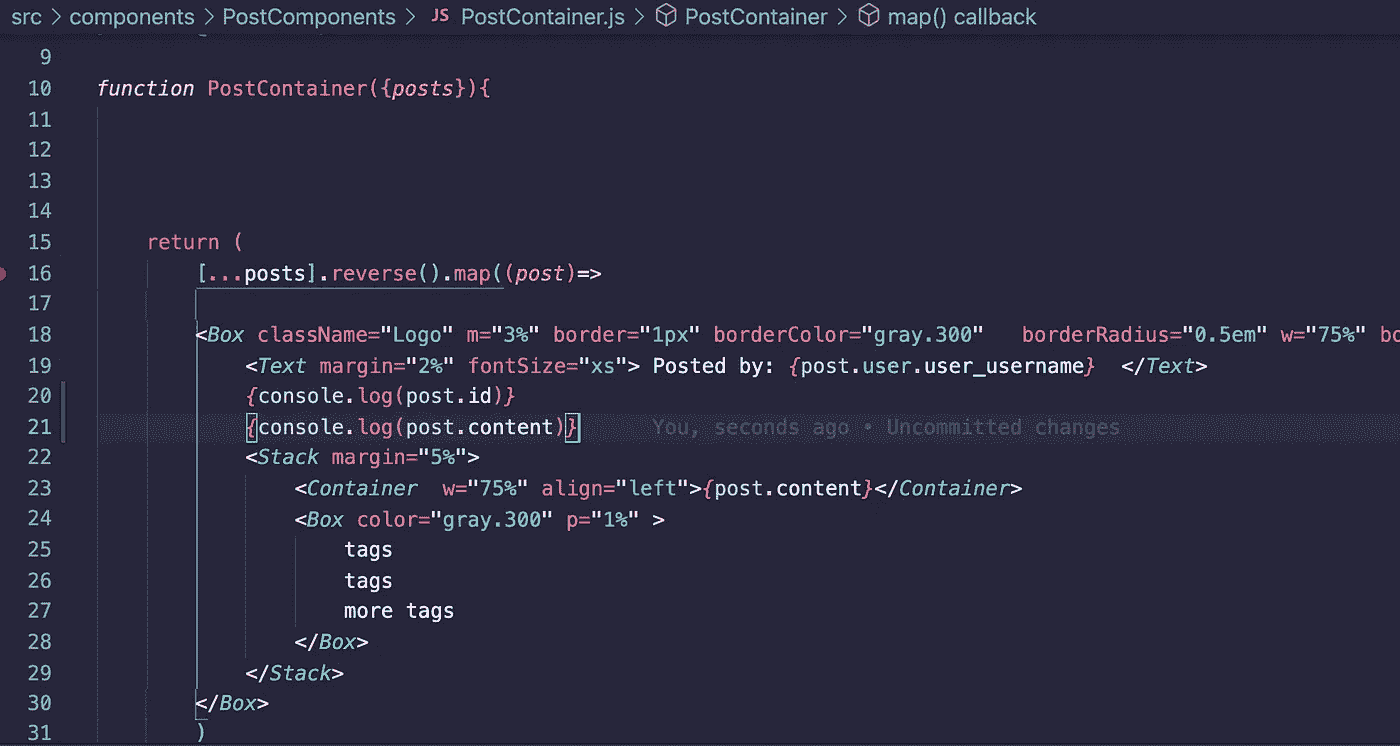 src > components > PostComponents > JS PostContainer.js > PostContainer > map() callback
9
10 function PostContainer({posts}){
11
12
13
14
15 return (
16 [...posts].reverse().map((post)=>
17
18 <Box className="Logo" m="3%" border="1px" borderColor="gray.300" borderRadius="0.5em" w="75%" bo
19 <Text margin="2%" fontSize="xs"> Posted by: {post.user.user_username} </Text>
20 {console.log(post.id)}
21 {console.log(post.content)} You, seconds ago • Uncommitted changes
22 <Stack margin="5%">
23 <Container w="75%" align="left">{post.content}</Container>
24 <Box color="gray.300" p="1%" >
25 tags
26 tags
27 more tags
28 </Box>
29 </Stack>
30 </Box>
31 )